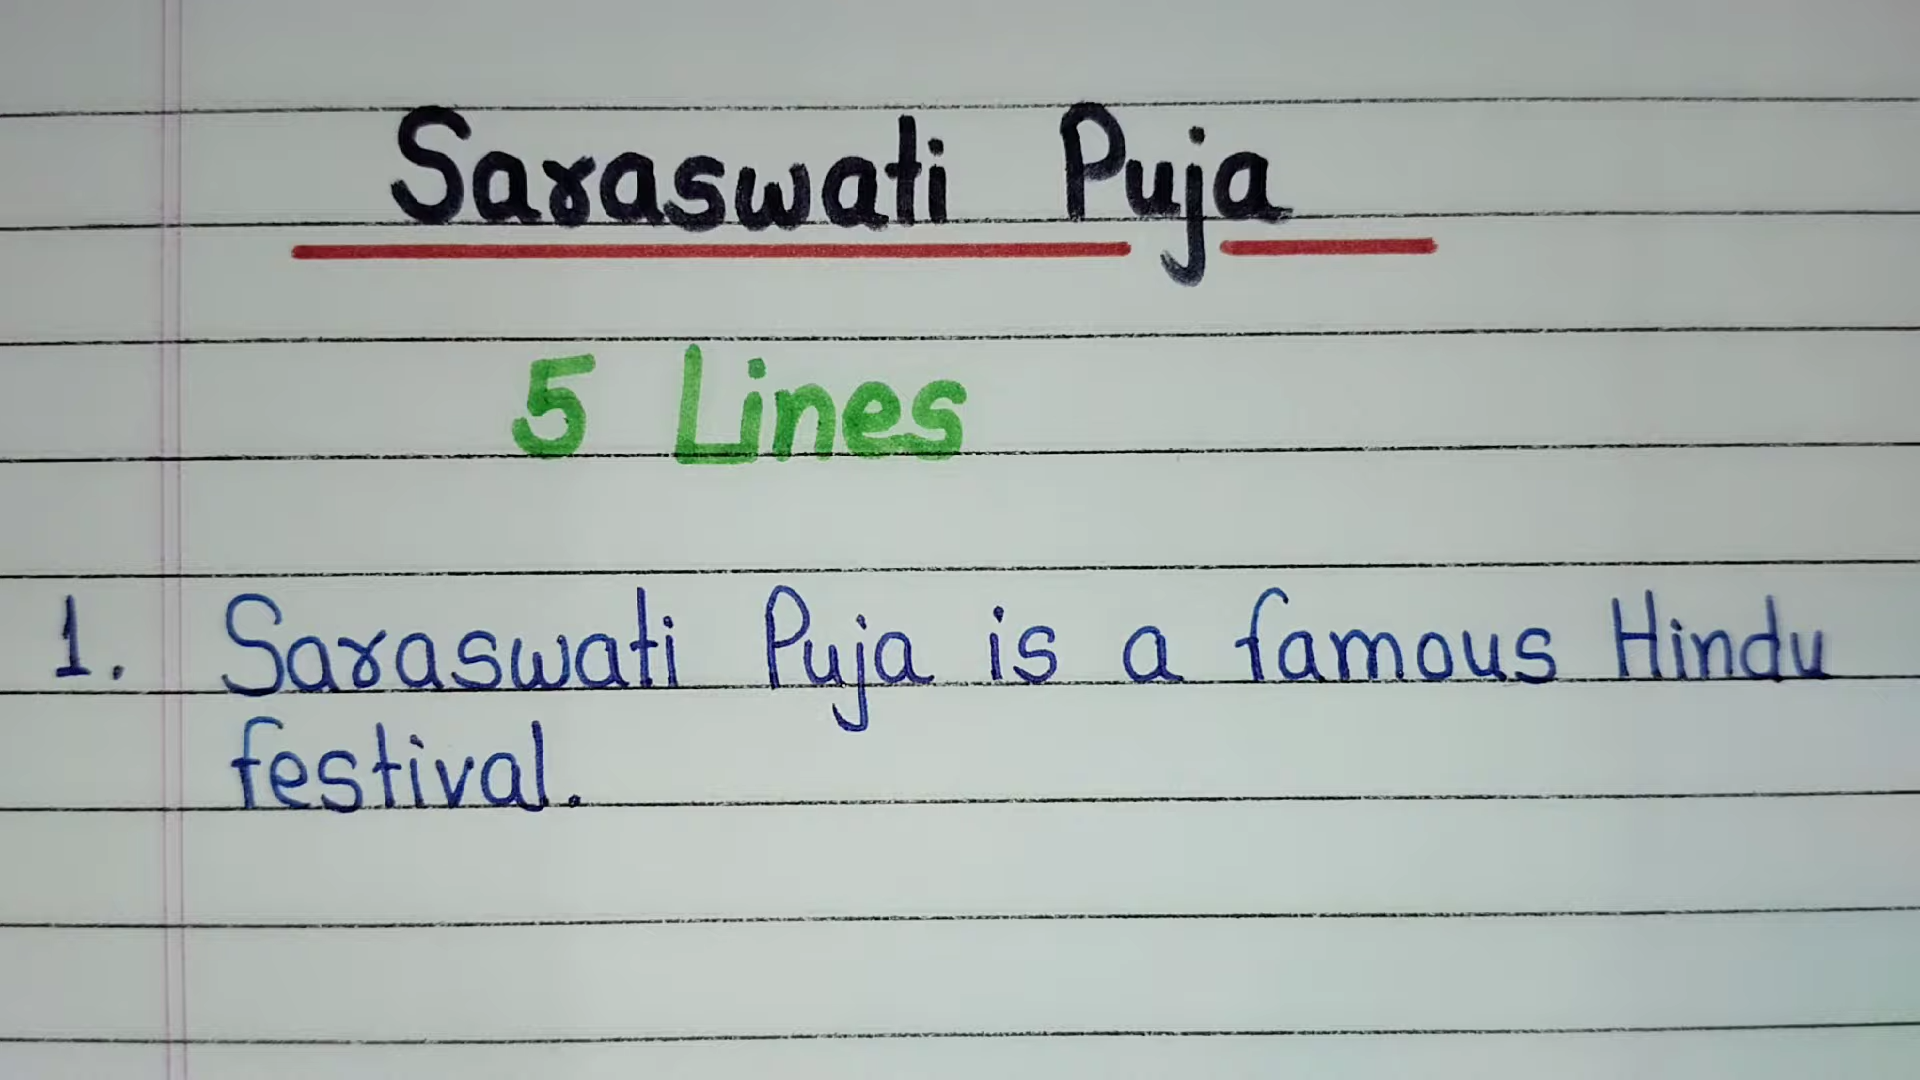 Saraswati Puja
5 Lines
1. Saraswati Puja is a famous Hindu
festival.